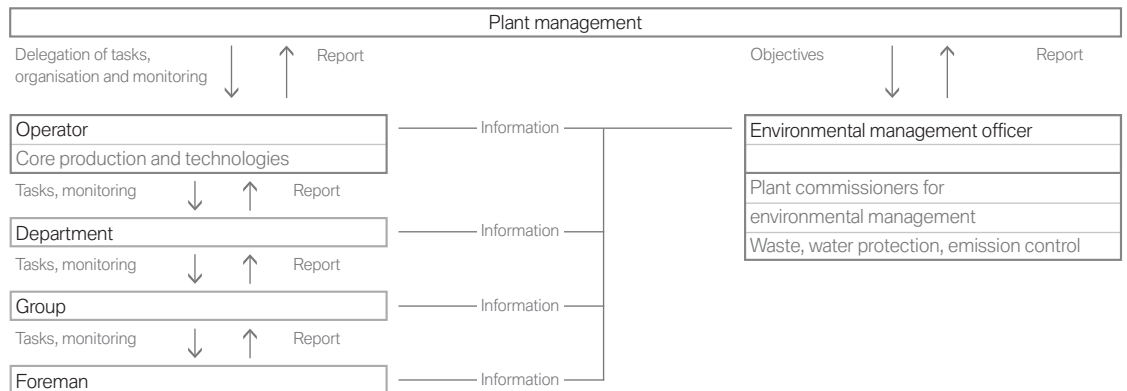 Plant management
Delegation of tasks,
organisation and monitoring
Report
Objectives
Report
Operator
Information
Environmental management officer
Core production and technologies
Tasks, monitoring
Report
Plant commissioners for
environmental management
Waste, water protection, emission control
Department
Information
Tasks, monitoring
Report
Group
Information
Tasks, monitoring
Report
Foreman
Information